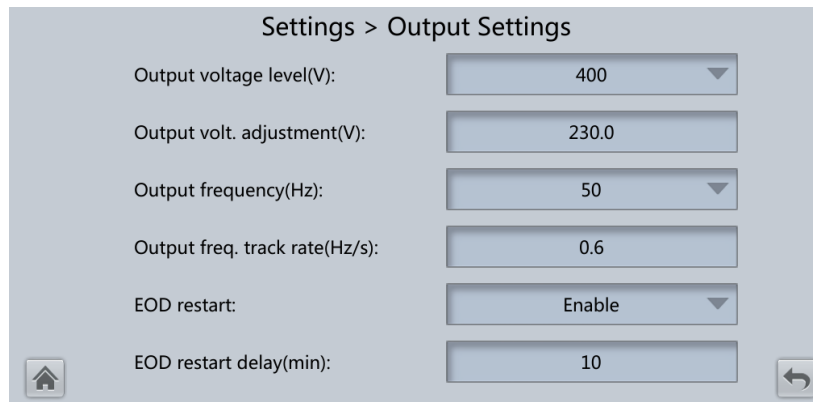 Settings > Output Settings
Output voltage level(V): 400
Output volt. adjustment(V): 230.0
Output frequency(Hz): 50
Output freq. track rate(Hz/s): 0.6
EOD restart: Enable
EOD restart delay(min): 10